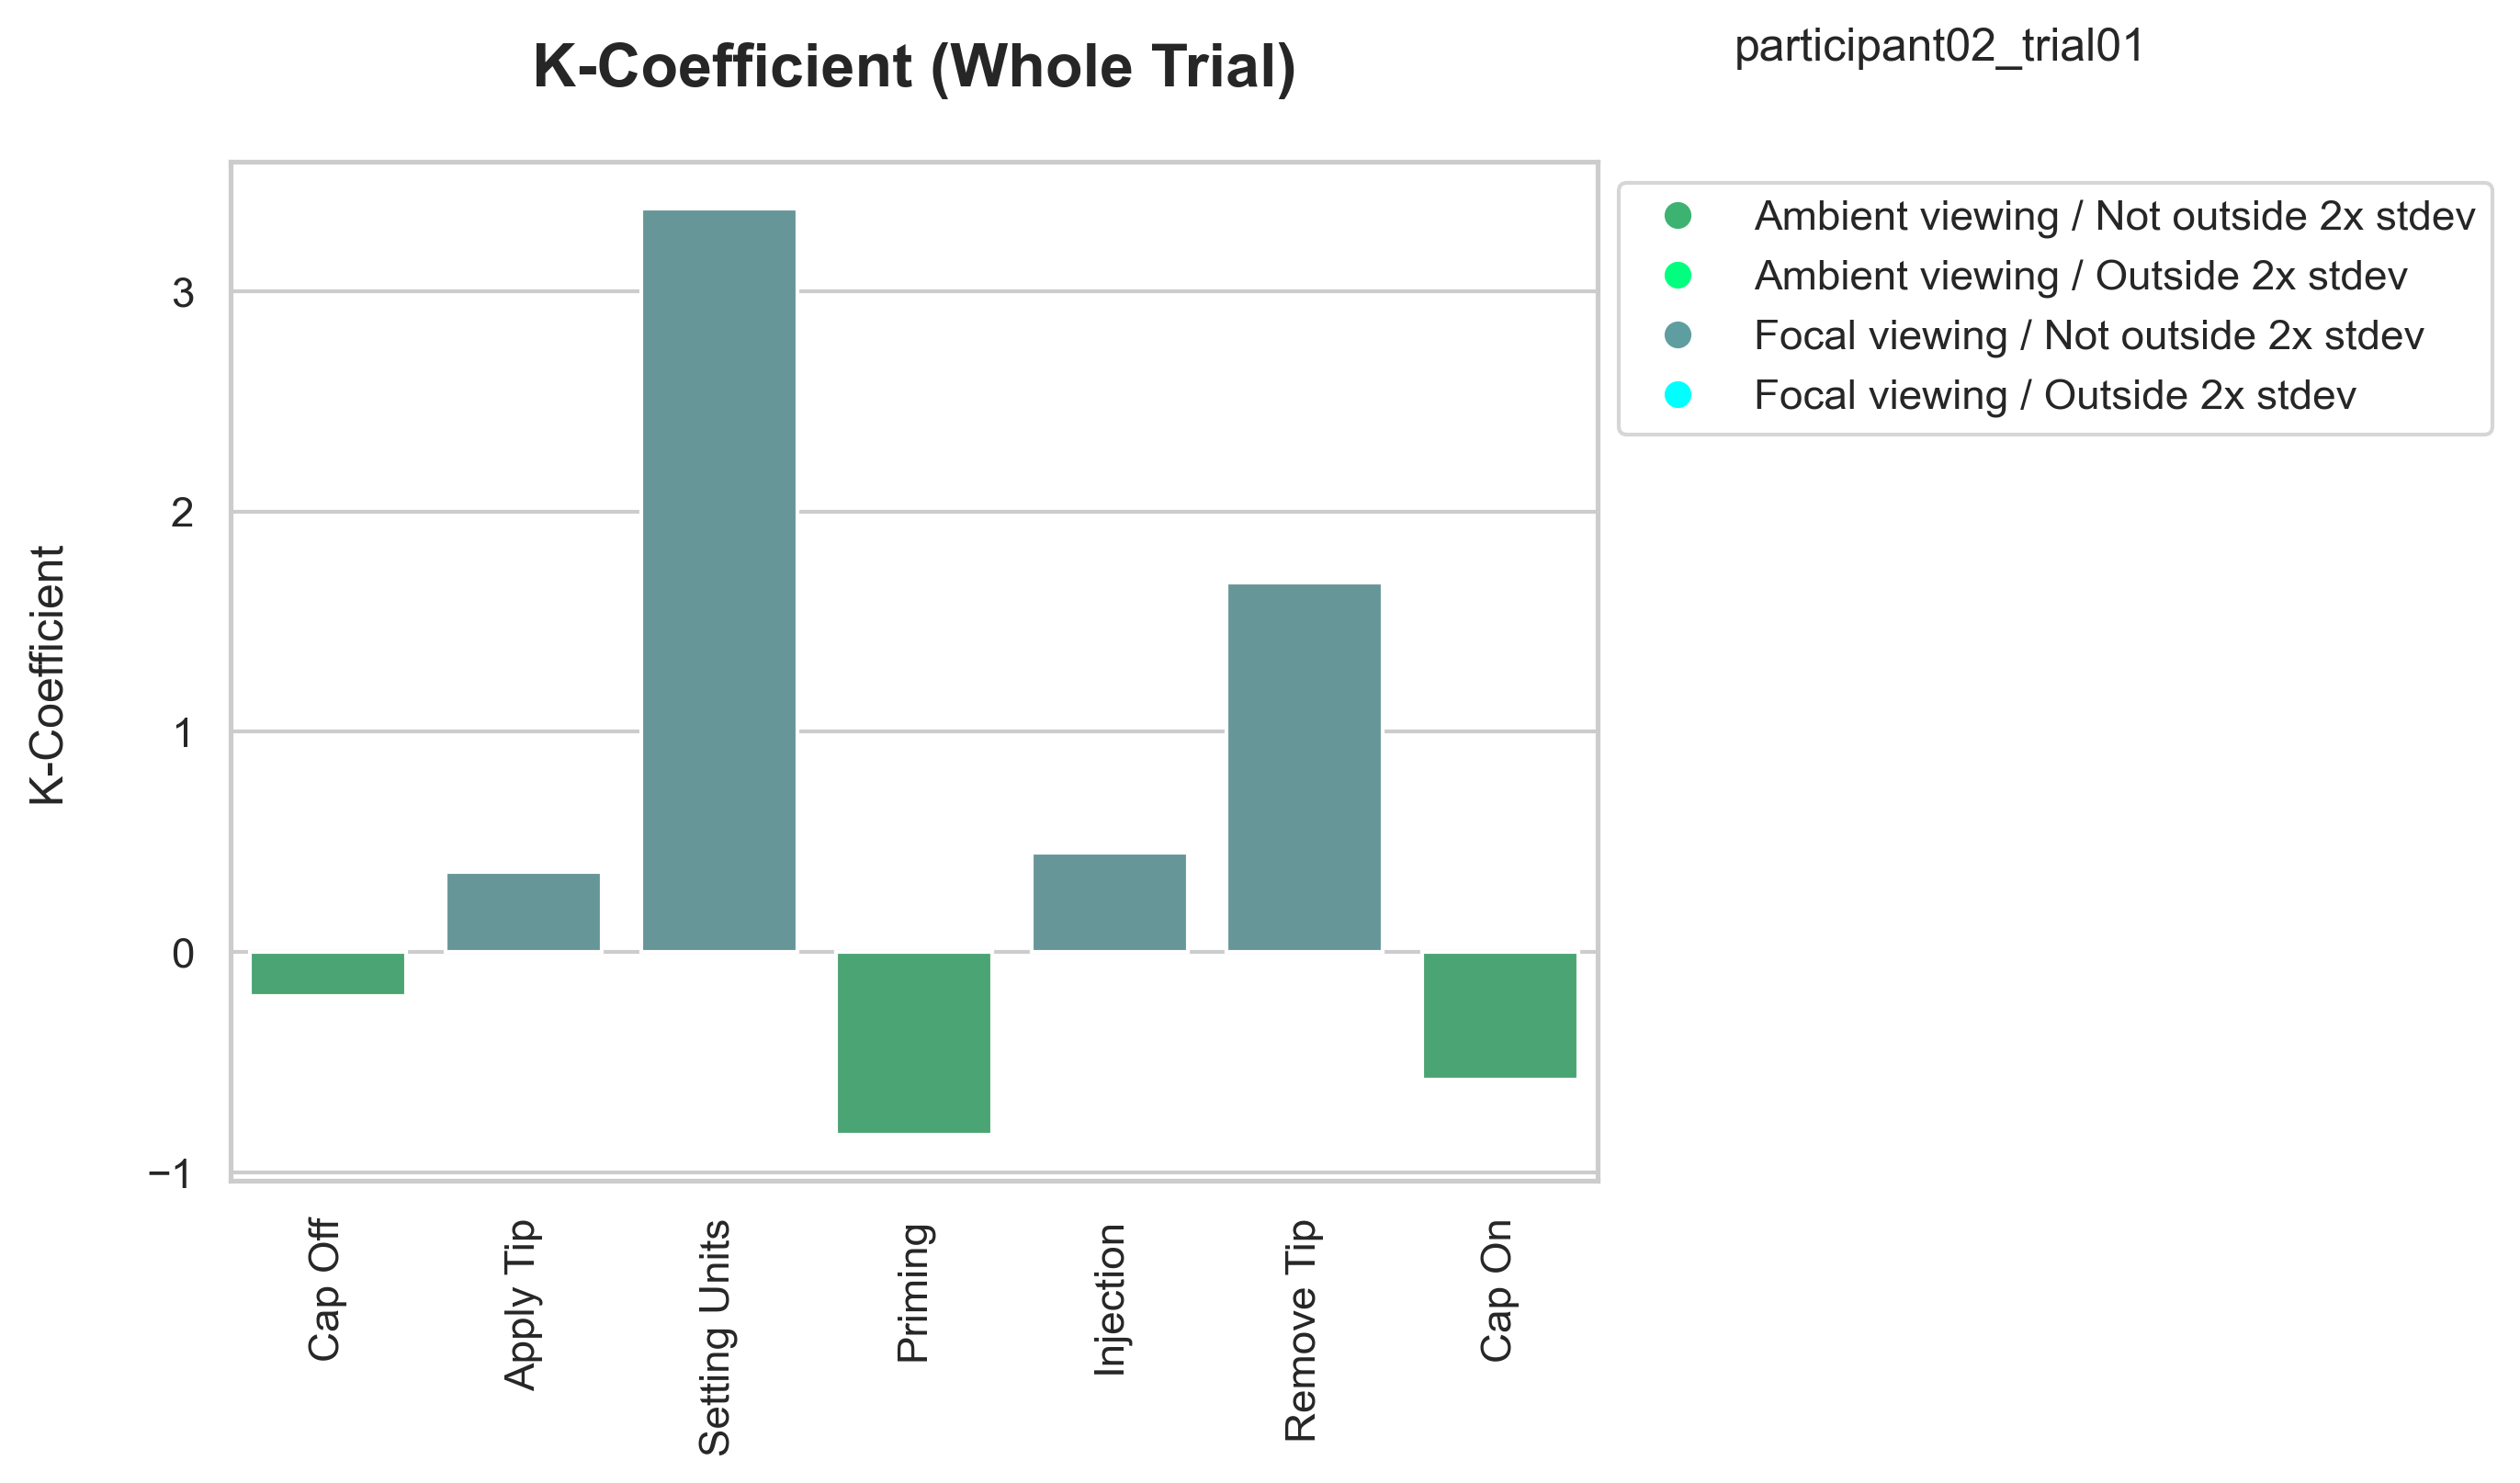 K-Coefficient (Whole Trial)
participant02_trial01
Ambient viewing / Not outside 2x stdev
Ambient viewing / Outside 2x stdev
Focal viewing / Not outside 2x stdev
Focal viewing / Outside 2x stdev
K-Coefficient
3
2
1
0
−1
Cap Off
Apply Tip
Setting Units
Priming
Injection
Remove Tip
Cap On